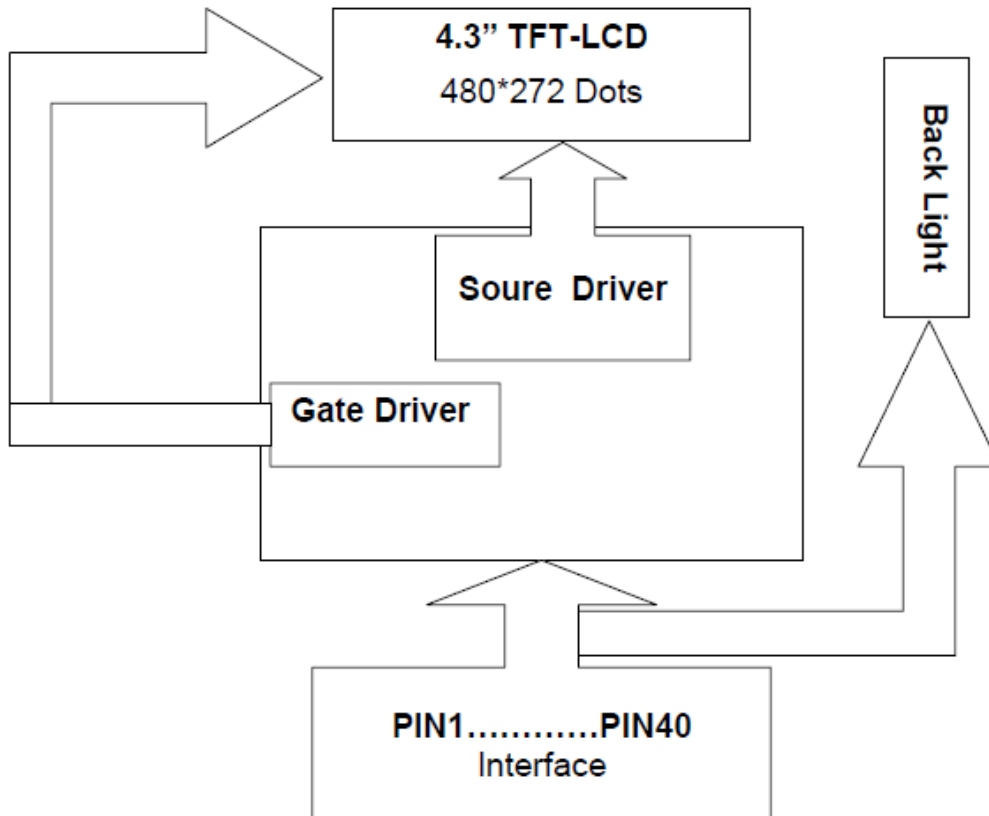 4.3” TFT-LCD
480*272 Dots
Back Light
Soure Driver
Gate Driver
PIN1…………PIN40
Interface